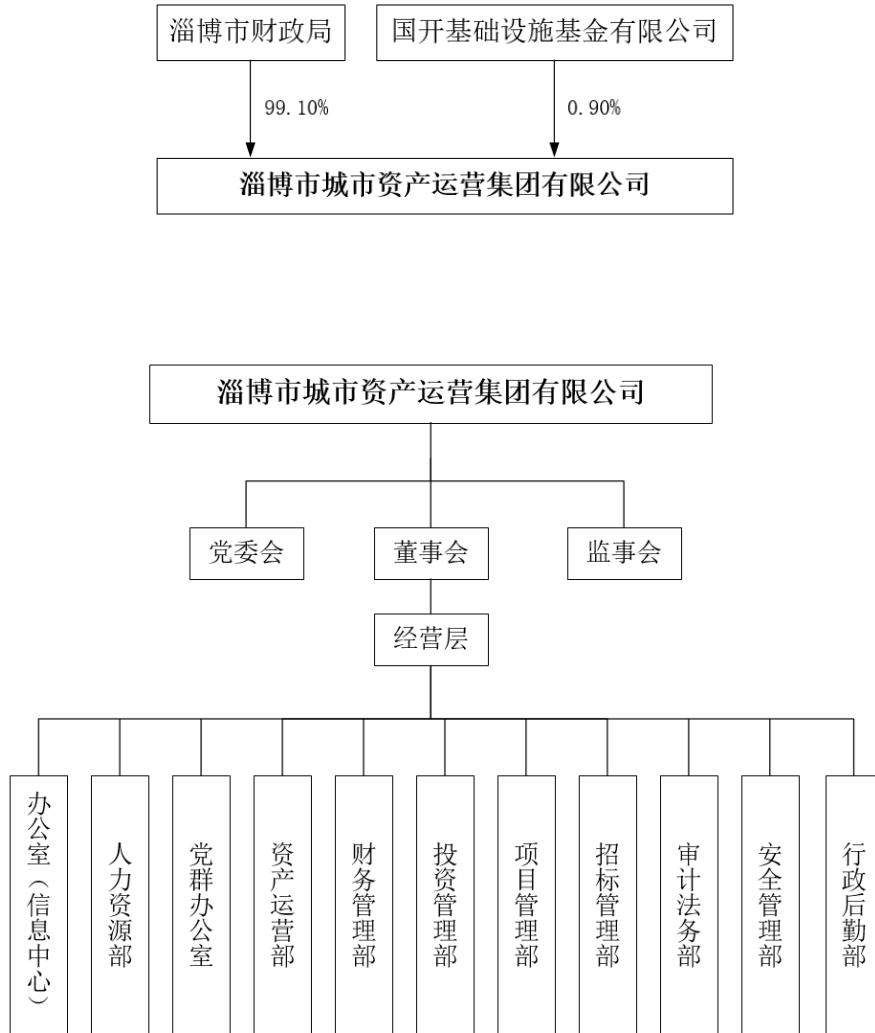 淄博市财政局
国开基础设施基金有限公司
99.10%
0.90%
淄博市城市资产运营集团有限公司
淄博市城市资产运营集团有限公司
党委会
董事会
监事会
经营层
办公室（信息中心）
人力资源部
党群办公室
资产运营部
财务管理部
投资管理部
项目管理部
招标管理部
审计法务部
安全管理部
行政后勤部